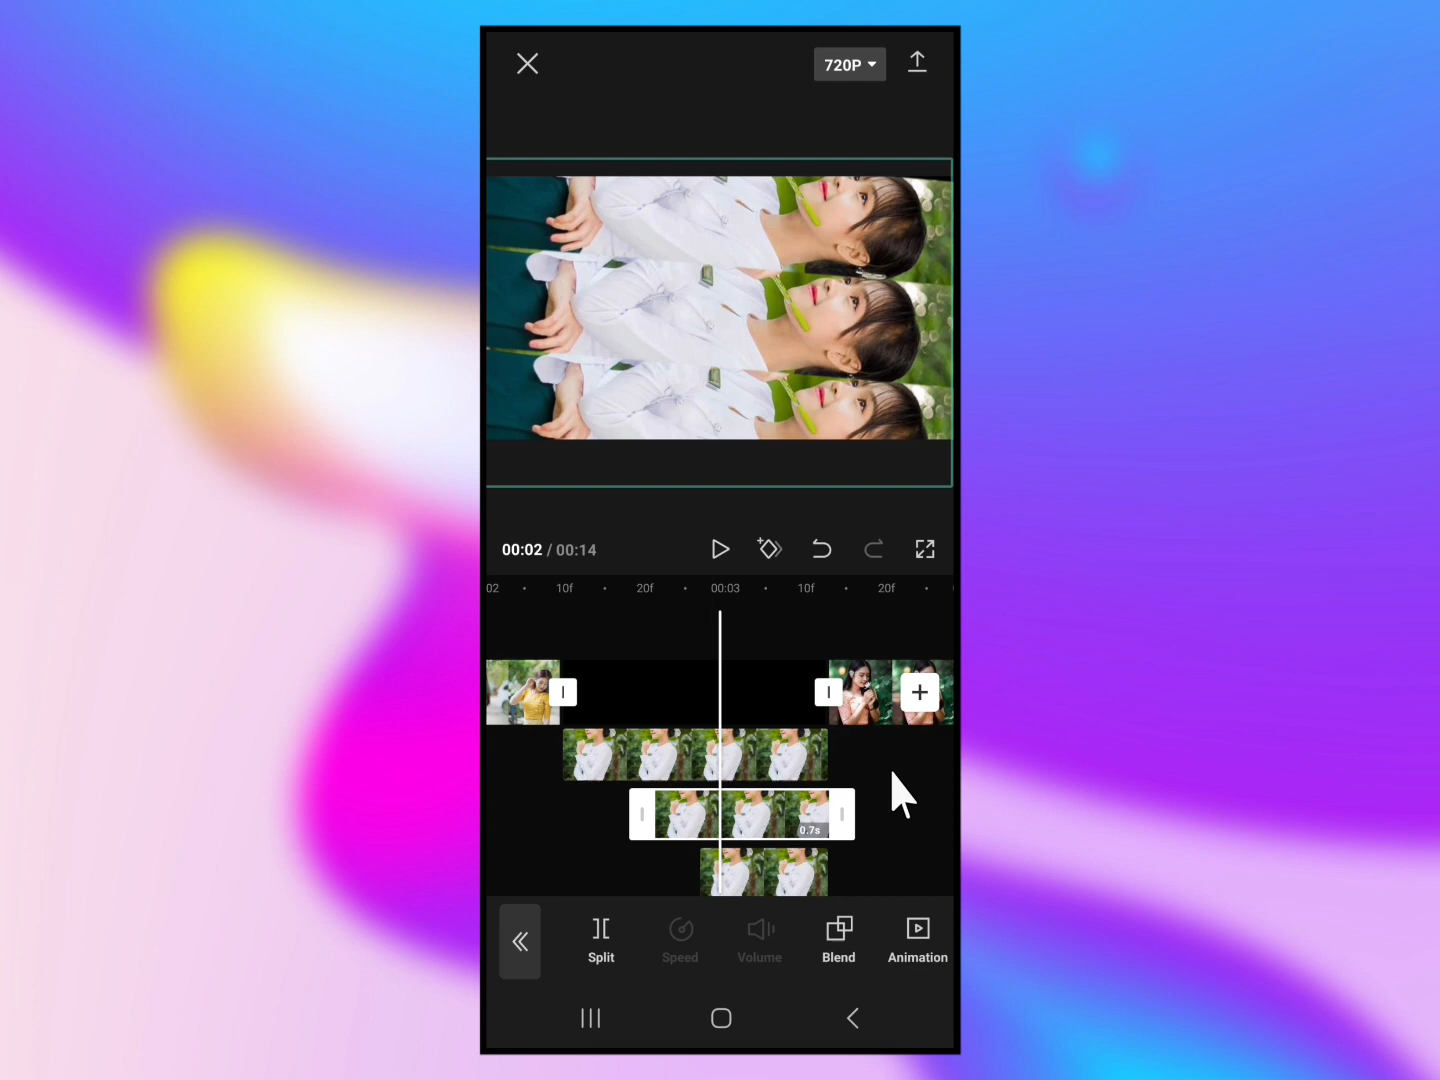 720P
00:02 / 00:14
02 10f 20f 00:03 10f 20f
0.7s
Split Speed Volume Blend Animation